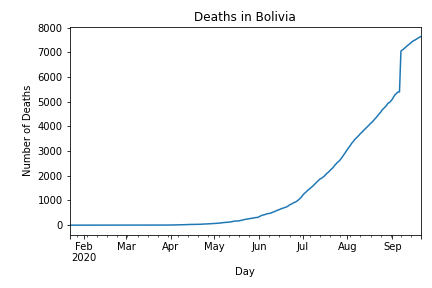 Deaths in Bolivia
8000
7000
6000
5000
4000
3000
2000
1000
0
Number of Deaths
Feb Mar Apr May Jun Jul Aug Sep
2020
Day